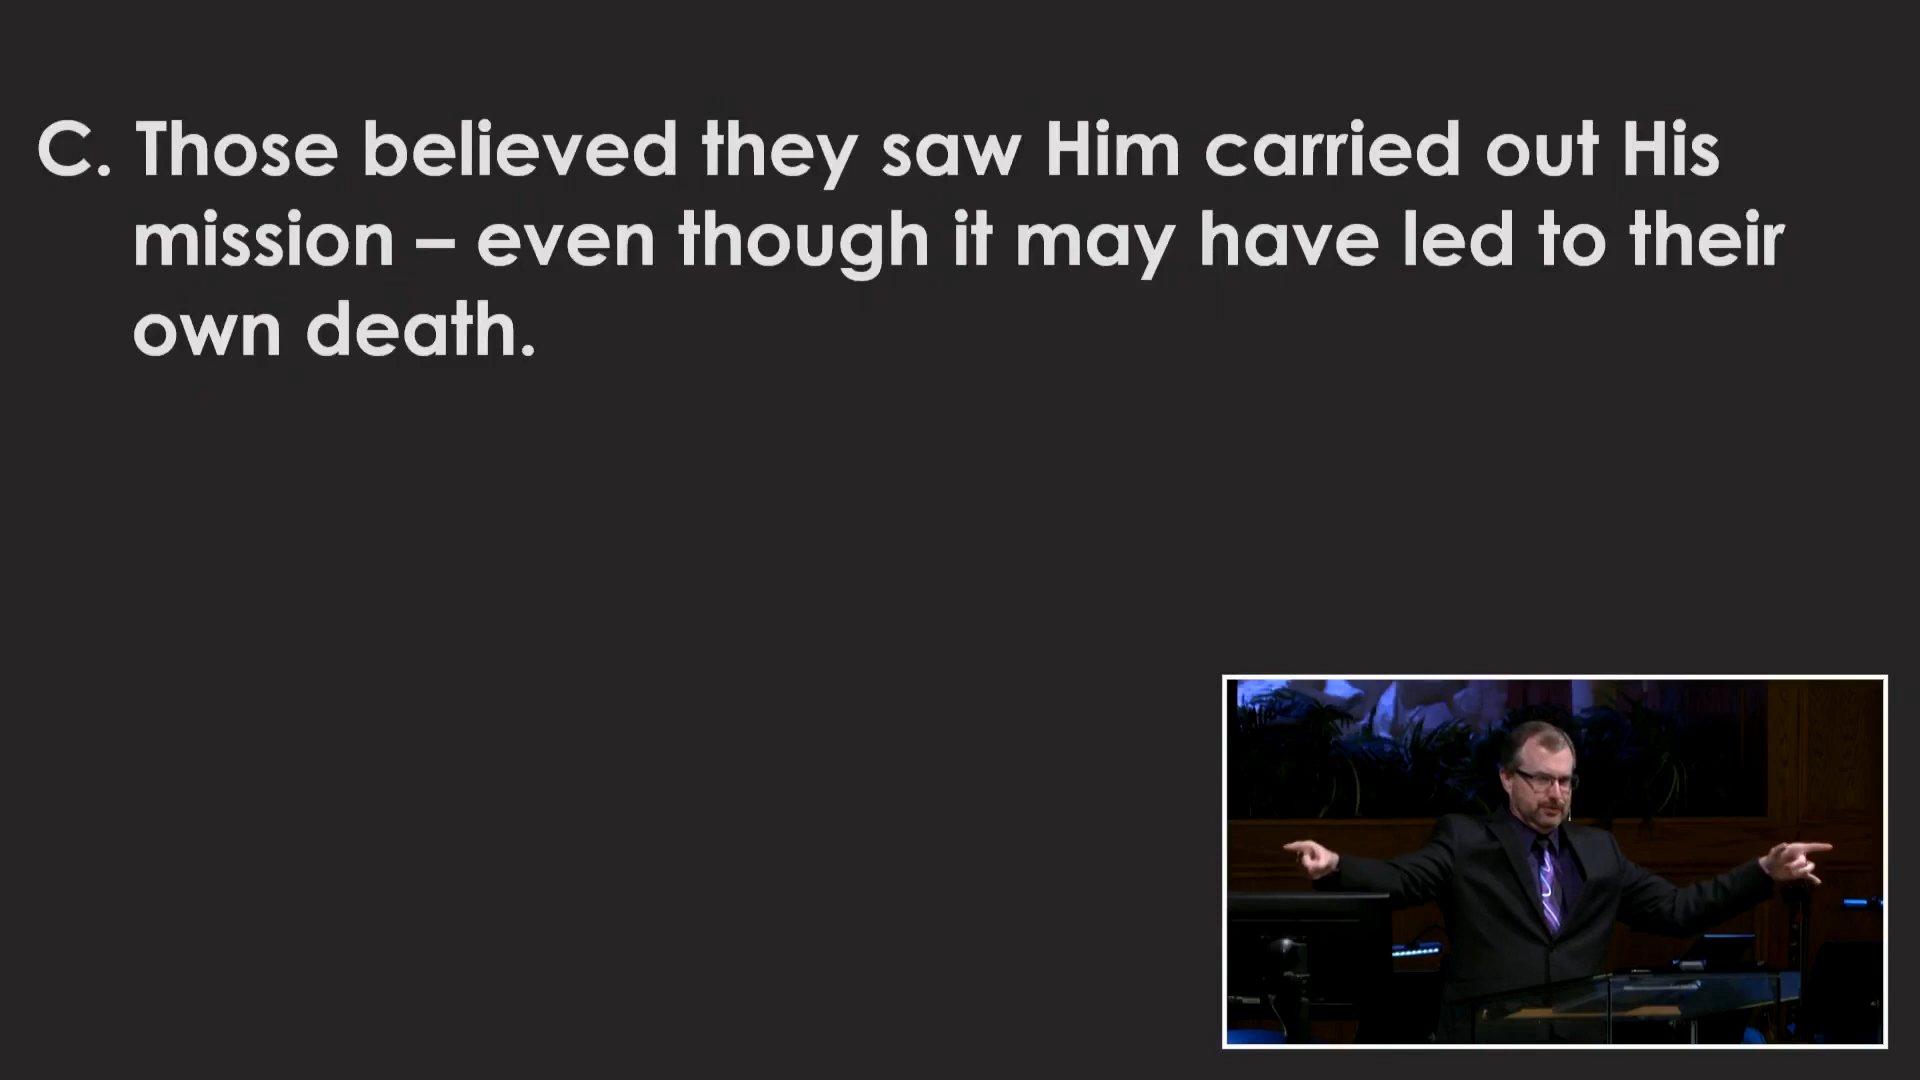 C. Those believed they saw Him carried out His
mission – even though it may have led to their
own death.